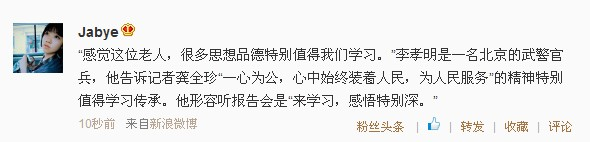 Jabye
“感觉这位老人，很多思想品德特别值得我们学习。”李孝明是一名北京的武警官
兵，他告诉记者龚全珍“一心为公，心中始终装着人民，为人民服务”的精神特别
值得学习传承。他形容听报告会是“来学习，感悟特别深。”
10秒前 来自新浪微博 粉丝头条 | | 转发 | 收藏 | 评论